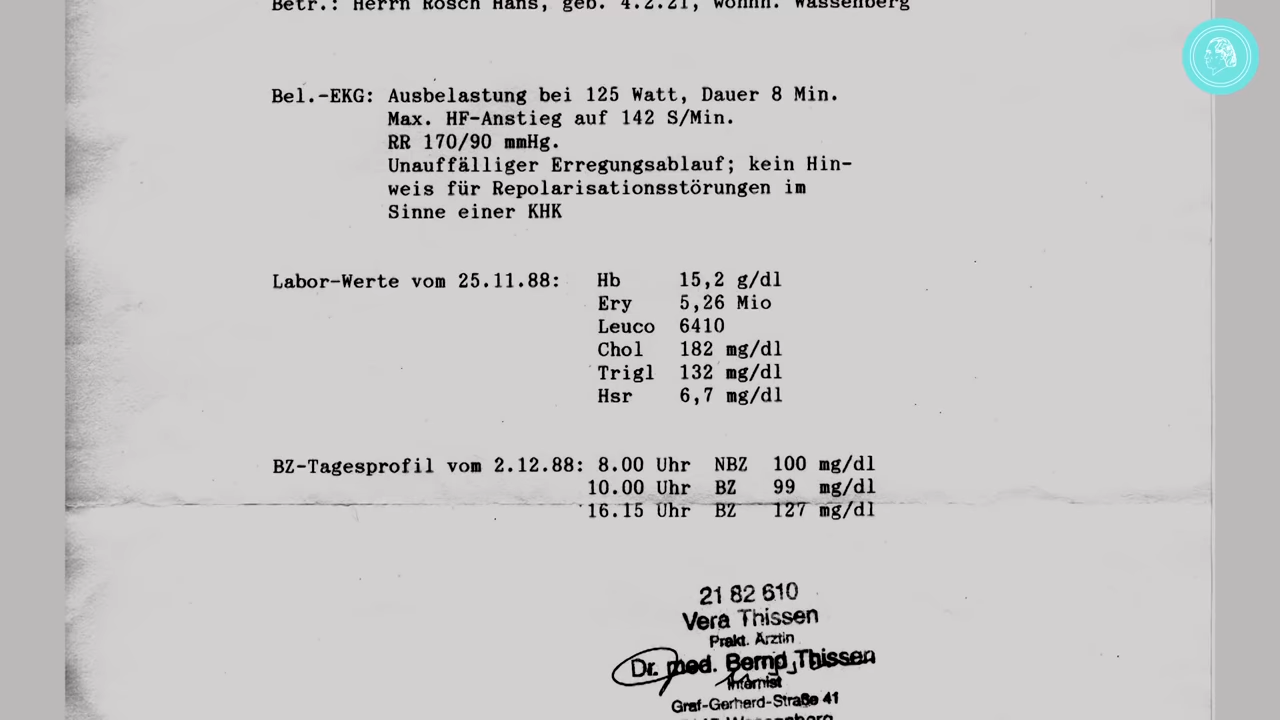 Betr.: Herrn Rosch Hans, geb. 4.2.21, wohnh. Wassenberg
Bel.-EKG: Ausbelastung bei 125 Watt, Dauer 8 Min.
Max. HF-Anstieg auf 142 S/Min.
RR 170/90 mmHg.
Unauffälliger Erregungsablauf; kein Hin-
weis für Repolarisationsstörungen im
Sinne einer KHK
Labor-Werte vom 25.11.88: Hb 15,2 g/dl
Ery 5,26 Mio
Leuco 6410
Chol 182 mg/dl
Trigl 132 mg/dl
Hsr 6,7 mg/dl
BZ-Tagesprofil vom 2.12.88: 8.00 Uhr NBZ 100 mg/dl
10.00 Uhr BZ 99 mg/dl
16.15 Uhr BZ 127 mg/dl
21 82 610
Vera Thissen
Prakt. Ärztin
Dr. med. Bernd Thissen
Internist
Graf-Gerhard-Straße 41
Wassenberg